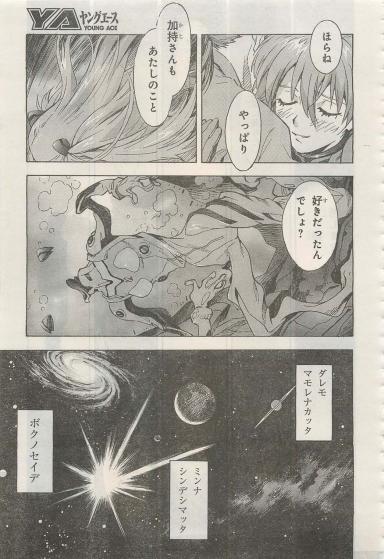 YA ヤングエース
YOUNG ACE
ほらね
やっぱり
加持さんも
あたしのこと
好きだったん
でしょ?
ダレモ
マモレナカッタ
ミンナ
シンデシマッタ
ボクノセイデ